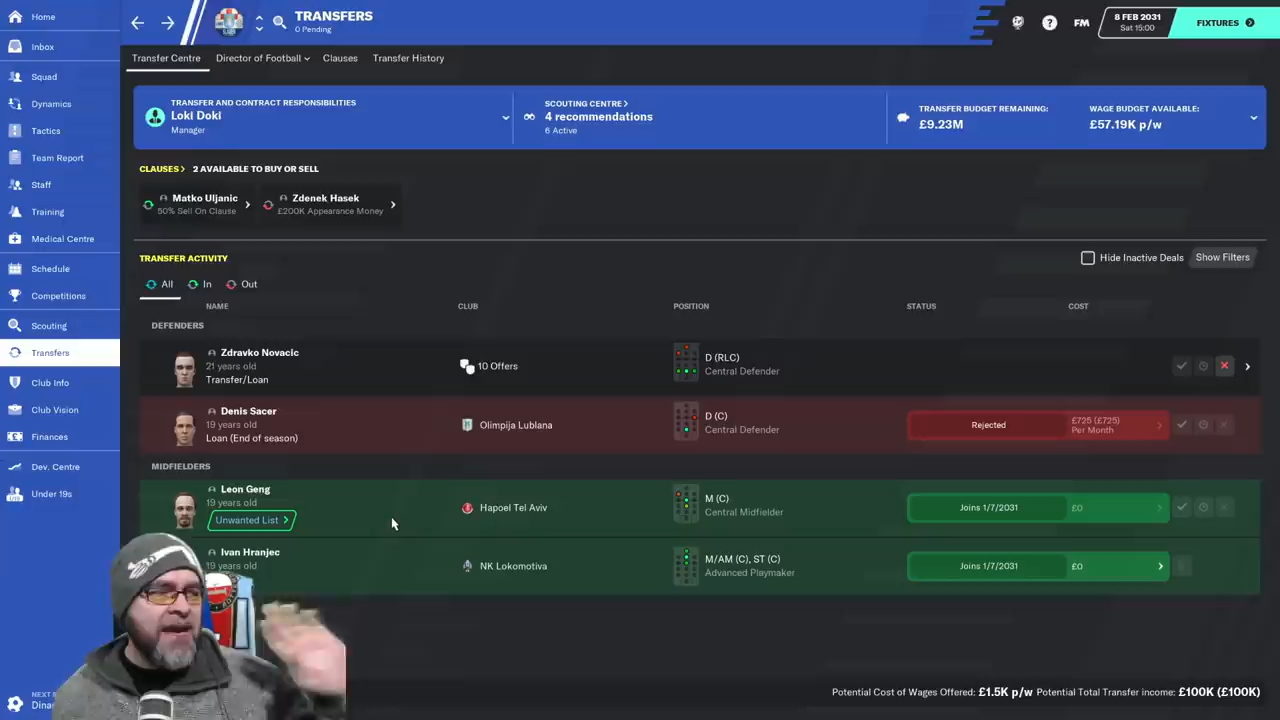 Home
Inbox
Squad
Dynamics
Tactics
Team Report
Staff
Training
Medical Centre
Schedule
Competitions
Scouting
Transfers
Club Info
Club Vision
Finances
Dev. Centre
Under 19s
TRANSFERS
0 Pending
FM
8 FEB 2031
Sat 15:00
FIXTURES
Transfer Centre
Director of Football
Clauses
Transfer History
TRANSFER AND CONTRACT RESPONSIBILITIES
Loki Doki
Manager
SCOUTING CENTRE >
4 recommendations
6 Active
TRANSFER BUDGET REMAINING:
£9.23M
WAGE BUDGET AVAILABLE:
£57.19K p/w
CLAUSES > 2 AVAILABLE TO BUY OR SELL
Matko Uljanic
50% Sell On Clause
Zdenek Hasek
£200K Appearance Money
TRANSFER ACTIVITY
Hide Inactive Deals
Show Filters
All
In
Out
NAME CLUB POSITION STATUS COST
DEFENDERS
Zdravko Novacic
21 years old
Transfer/Loan
10 Offers
D (RLC)
Central Defender
Denis Sacer
19 years old
Loan (End of season)
Olimpija Lublana
D (C)
Central Defender
Rejected
£725 (£725)
Per Month
MIDFIELDERS
Leon Geng
19 years old
Unwanted List >
Hapoel Tel Aviv
M (C)
Central Midfielder
Joins 1/7/2031
£0
Ivan Hranjec
19 years old
NK Lokomotiva
M/AM (C), ST (C)
Advanced Playmaker
Joins 1/7/2031
£0
Potential Cost of Wages Offered: £1.5K p/w Potential Total Transfer income: £100K (£100K)